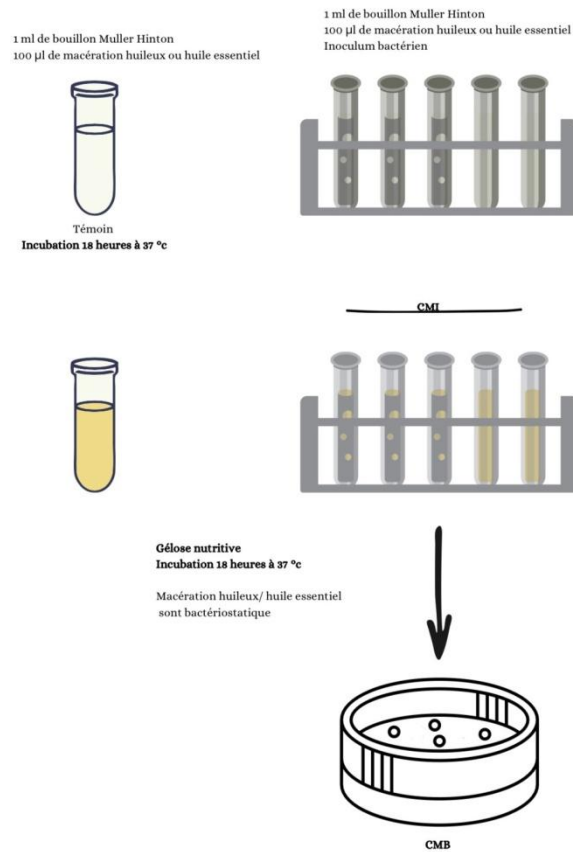 1 ml de bouillon Muller Hinton
100 µl de macération huileux ou huile essentiel
1 ml de bouillon Muller Hinton
100 µl de macération huileux ou huile essentiel
Inoculum bactérien
Témoin
Incubation 18 heures à 37 °c
CMI
Gélose nutritive
Incubation 18 heures à 37 °c
Macération huileux/ huile essentiel
sont bactériostatique
CMB